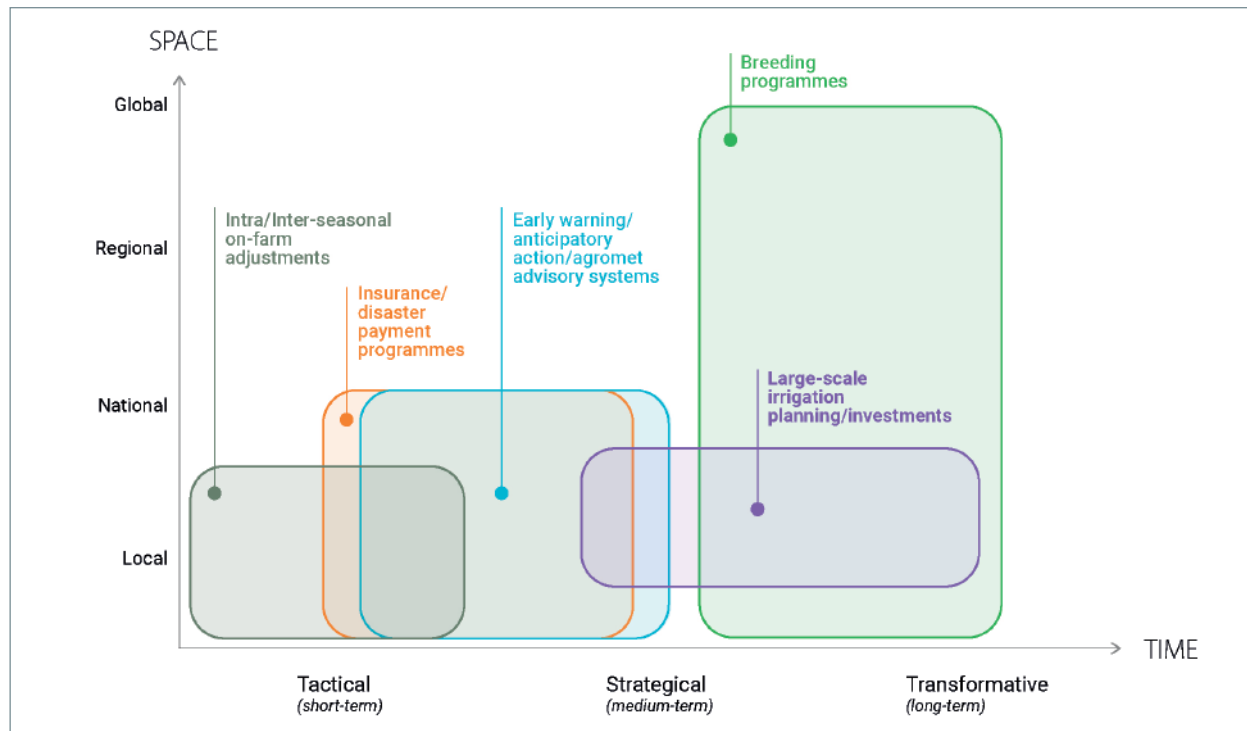 SPACE
Global
Breeding
programmes
Regional
Intra/Inter-seasonal
on-farm
adjustments
Early warning/
anticipatory
action/agromet
advisory systems
Insurance/
disaster
payment
programmes
National
Large-scale
irrigation
planning/investments
Local
TIME
Tactical
(short-term)
Strategical
(medium-term)
Transformative
(long-term)